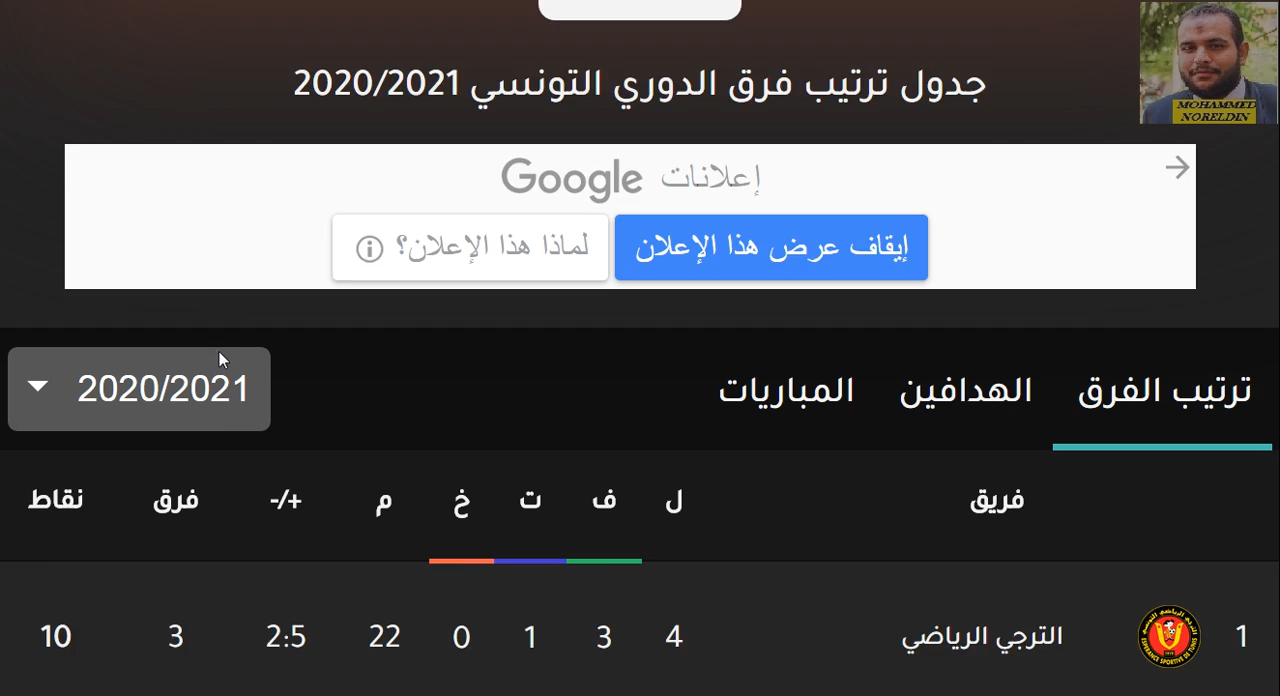 MOHAMMED
NORELDIN
جدول ترتيب فرق الدوري التونسي 2020/2021
إعلانات Google
إيقاف عرض هذا الإعلان لماذا هذا الإعلان؟
ترتيب الفرق الهدافين المباريات 2020/2021
فريق ل ف ت خ م +/- فرق نقاط
1 الترجي الرياضي 4 3 1 0 22 2:5 3 10